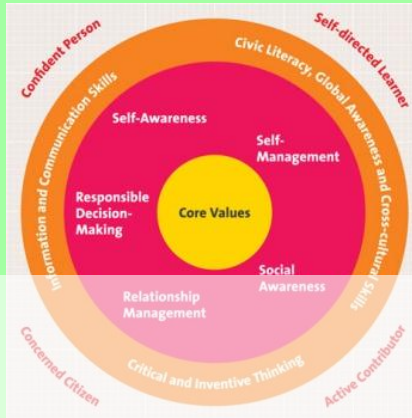 Confident Person
Self-directed Learner
Information and Communication Skills
Civic Literacy, Global Awareness and Cross-cultural Skills
Self-Awareness
Self-
Management
Responsible
Decision-
Making
Core Values
Social
Awareness
Relationship
Management
Critical and Inventive Thinking
Concerned Citizen
Active Contributor